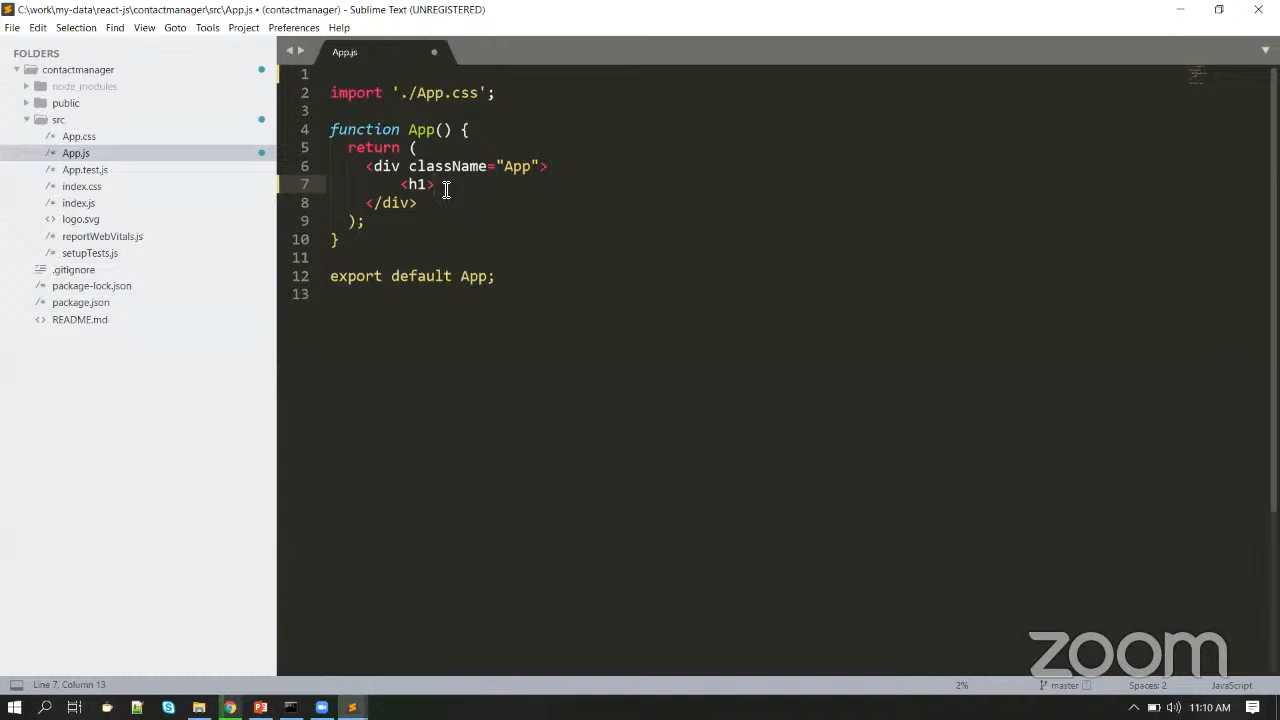 C:\work\my-data\react-js\contactmanager\src\App.js • (contactmanager) - Sublime Text (UNREGISTERED)
File Edit Selection Find View Goto Tools Project Preferences Help
FOLDERS
contactmanager
node_modules
public
src
/* App.css
/* App.js
/* App.test.js
/* index.css
/* index.js
<> logo.svg
/* reportWebVitals.js
/* setupTests.js
.gitignore
/* package-lock.json
/* package.json
<> README.md
App.js
1
2 import './App.css';
3
4 function App() {
5 return (
6 <div className="App">
7 <h1>
8 </div>
9 );
10 }
11
12 export default App;
13
zoom
Line 7, Column 13 2% master 1 Spaces: 2 JavaScript
11:10 AM